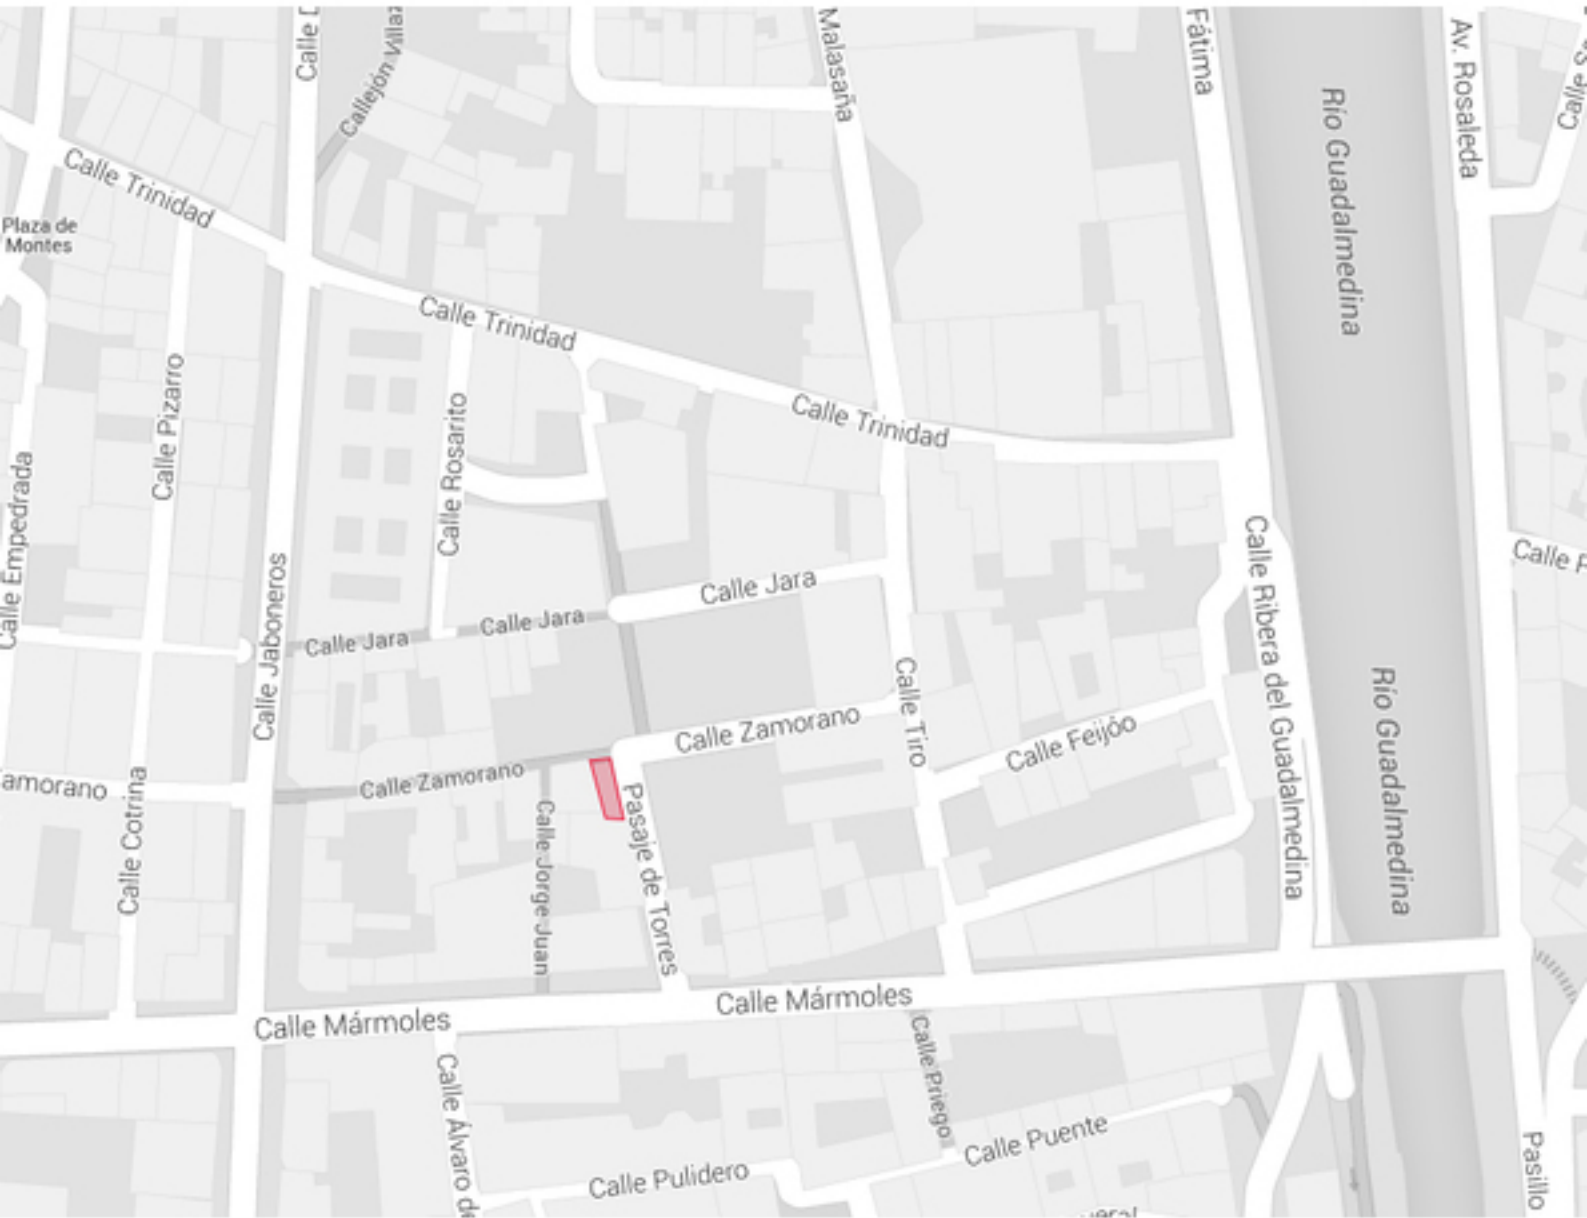 Calle
Callejón Villa
Malasaña
Fátima
Río Guadalmedina
Av. Rosaleda
Calle
Calle Trinidad
Plaza de
Montes
Calle Trinidad
Calle Trinidad
Calle Pizarro
Calle Rosarito
Calle Empedrada
Calle Jaboneros
Calle Jara
Calle Jara
Calle Jara
Calle Ribera del Guadalmedina
Calle
Río Guadalmedina
Calle Tiro
Calle Zamorano
Calle Feijóo
Calle Zamorano
amorano
Calle Cotrina
Calle Jorge Juan
Pasaje de Torres
Calle Mármoles
Calle Mármoles
Calle Priego
Calle Álvaro de
Calle Puente
Calle Pulidero
Pasillo